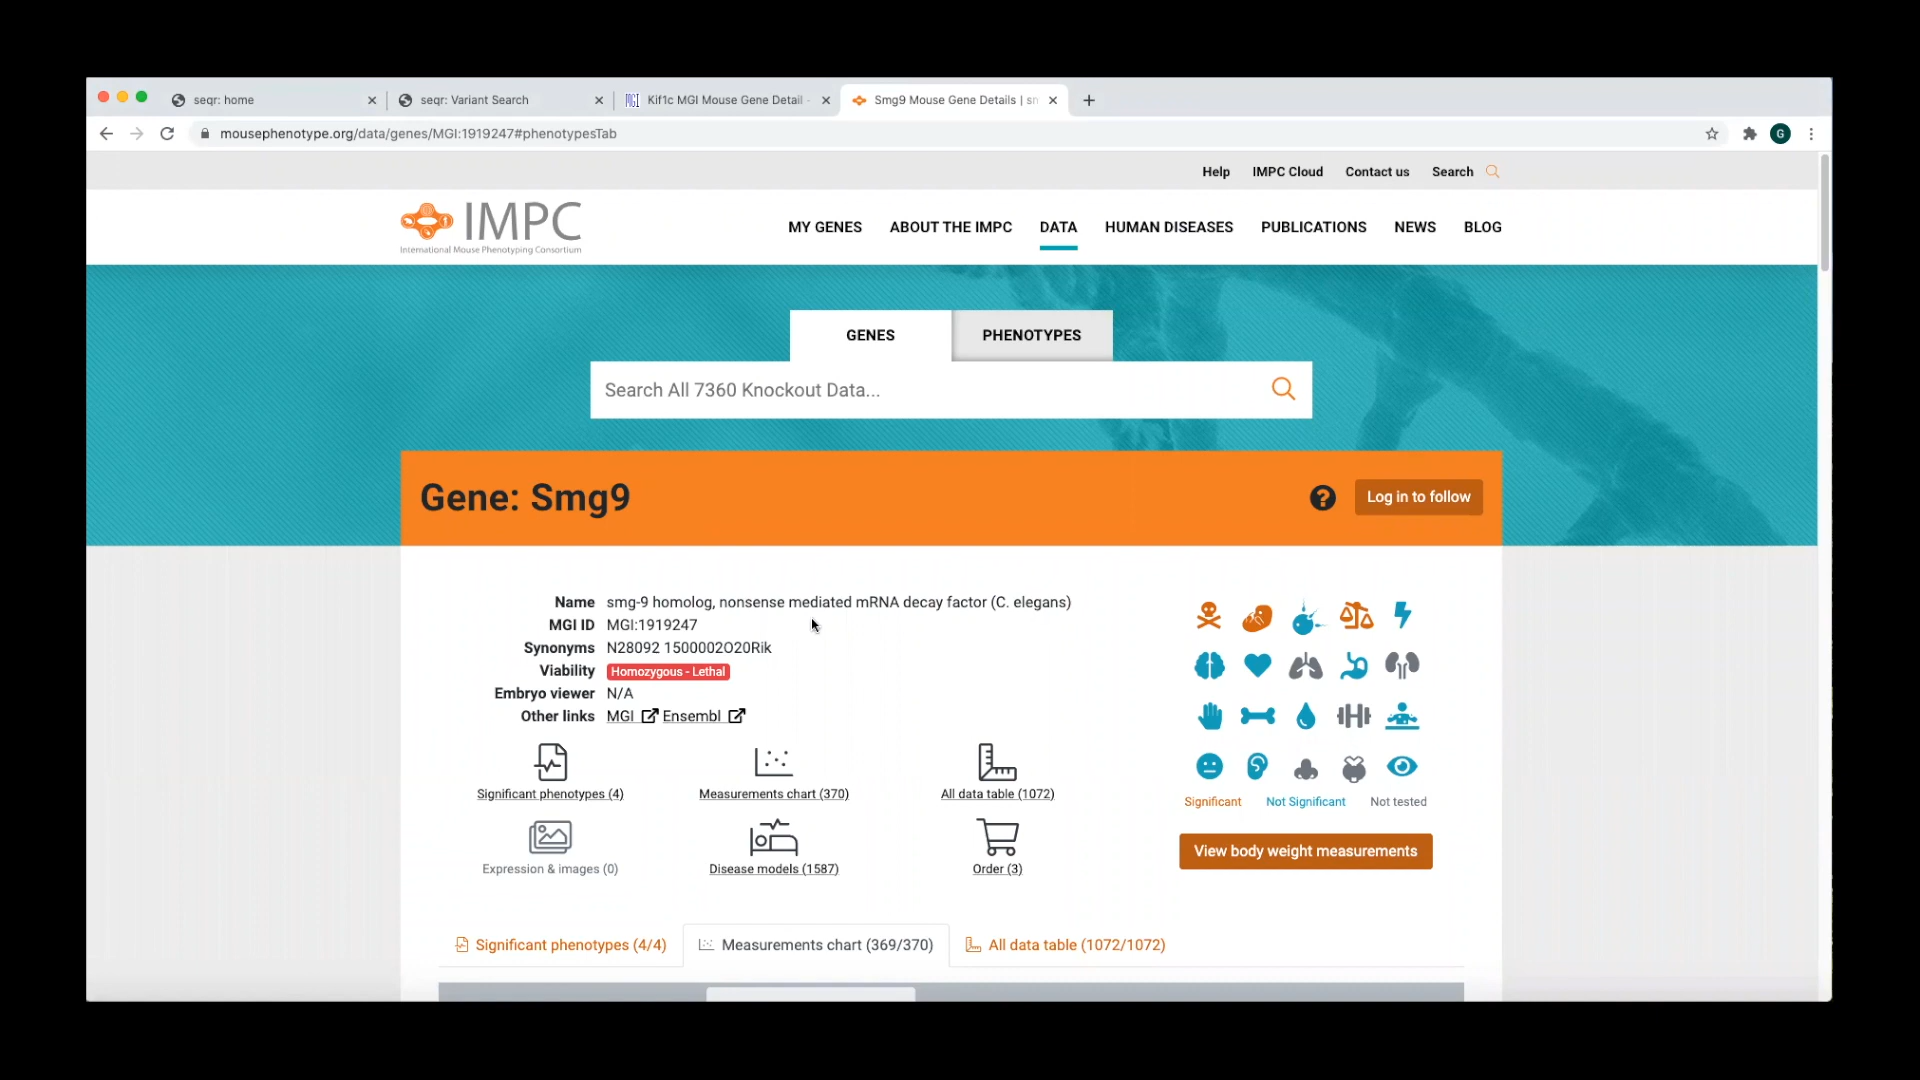 seqr: home
seqr: Variant Search
Kif1c MGI Mouse Gene Detail -
Smg9 Mouse Gene Details | sm
mousephenotype.org/data/genes/MGI:1919247#phenotypesTab
G
Help
IMPC Cloud
Contact us
Search
IMPC
International Mouse Phenotyping Consortium
MY GENES
ABOUT THE IMPC
DATA
HUMAN DISEASES
PUBLICATIONS
NEWS
BLOG
GENES
PHENOTYPES
Search All 7360 Knockout Data...
Gene: Smg9
?
Log in to follow
Name smg-9 homolog, nonsense mediated mRNA decay factor (C. elegans)
MGI ID MGI:1919247
Synonyms N28092 1500002O20Rik
Viability Homozygous - Lethal
Embryo viewer N/A
Other links MGI Ensembl
Significant phenotypes (4)
Measurements chart (370)
All data table (1072)
Expression & images (0)
Disease models (1587)
Order (3)
Significant
Not Significant
Not tested
View body weight measurements
Significant phenotypes (4/4)
Measurements chart (369/370)
All data table (1072/1072)